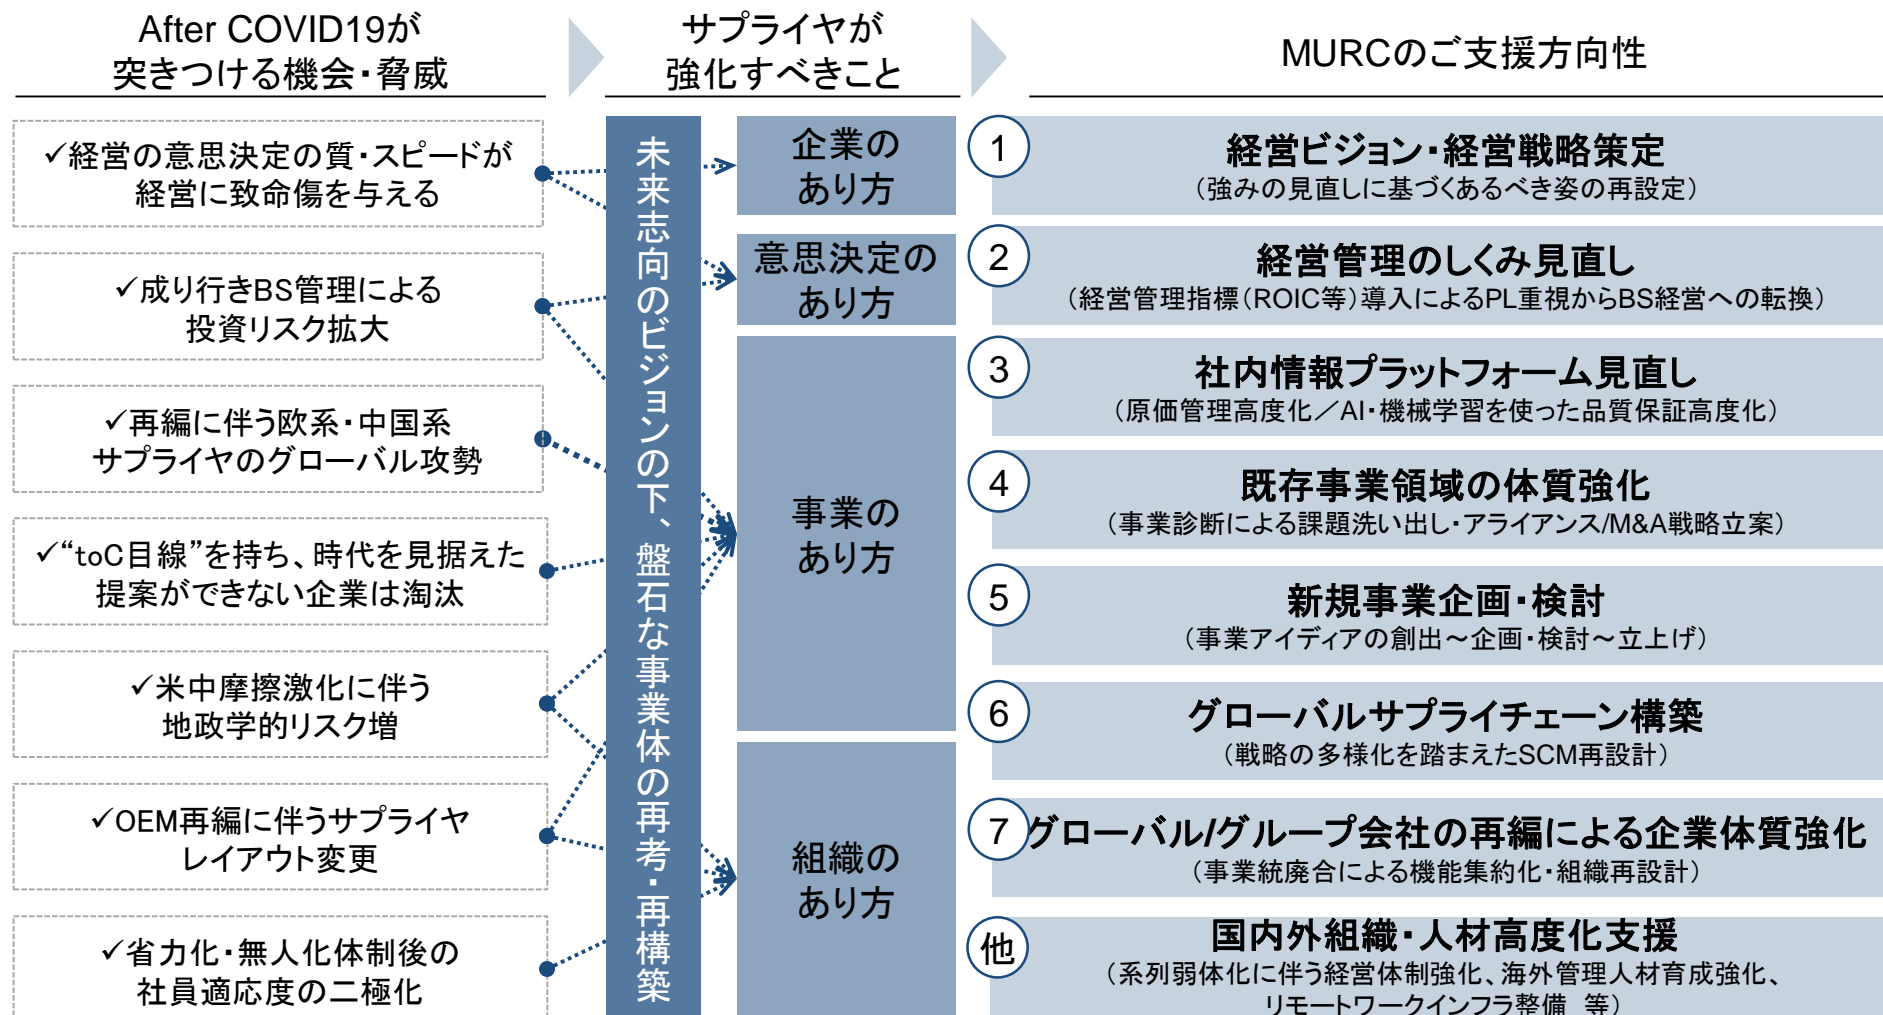 After COVID19が
突きつける機会・脅威
サプライヤが
強化すべきこと
MURCのご支援方向性
✓経営の意思決定の質・スピードが
経営に致命傷を与える
✓成り行きBS管理による
投資リスク拡大
✓再編に伴う欧系・中国系
サプライヤのグローバル攻勢
✓“toC目線”を持ち、時代を見据えた
提案ができない企業は淘汰
✓米中摩擦激化に伴う
地政学的リスク増
✓OEM再編に伴うサプライヤ
レイアウト変更
✓省力化・無人化体制後の
社員適応度の二極化
未来志向のビジョンの下、盤石な事業体の再考・再構築
企業の
あり方
意思決定の
あり方
事業の
あり方
組織の
あり方
1
経営ビジョン・経営戦略策定
（強みの見直しに基づくあるべき姿の再設定）
2
経営管理のしくみ見直し
（経営管理指標（ROIC等）導入によるPL重視からBS経営への転換）
3
社内情報プラットフォーム見直し
（原価管理高度化／AI・機械学習を使った品質保証高度化）
4
既存事業領域の体質強化
（事業診断による課題洗い出し・アライアンス/M&A戦略立案）
5
新規事業企画・検討
（事業アイディアの創出～企画・検討～立上げ）
6
グローバルサプライチェーン構築
（戦略の多様化を踏まえたSCM再設計）
7
グローバル/グループ会社の再編による企業体質強化
（事業統廃合による機能集約化・組織再設計）
他
国内外組織・人材高度化支援
（系列弱体化に伴う経営体制強化、海外管理人材育成強化、
リモートワークインフラ整備 等）